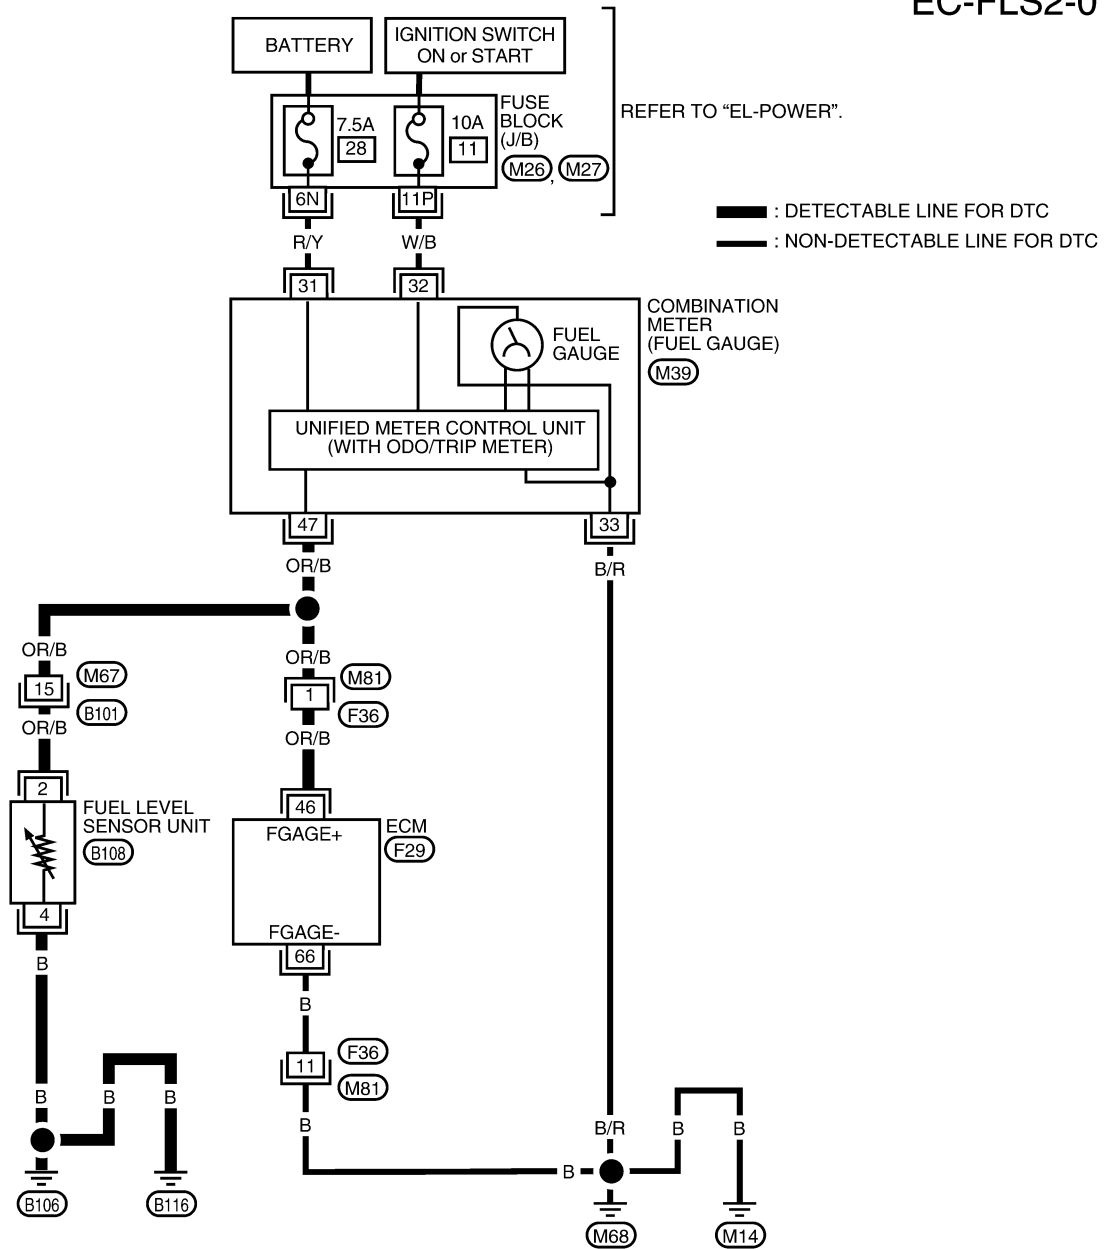 EC-FLS2-0
BATTERY
IGNITION SWITCH
ON or START
FUSE
BLOCK
(J/B)
7.5A
28
10A
11
M26 , M27
REFER TO “EL-POWER”.
6N
11P
: DETECTABLE LINE FOR DTC
: NON-DETECTABLE LINE FOR DTC
R/Y
W/B
31
32
COMBINATION
METER
(FUEL GAUGE)
M39
FUEL
GAUGE
UNIFIED METER CONTROL UNIT
(WITH ODO/TRIP METER)
47
33
OR/B
B/R
OR/B
OR/B
15
M67
B101
1
M81
F36
OR/B
OR/B
2
FUEL LEVEL
SENSOR UNIT
B108
46
FGAGE+
ECM
F29
4
FGAGE-
66
B
B
11
F36
M81
B
B
B
B
B/R
B
B
B
B106
B116
M68
M14